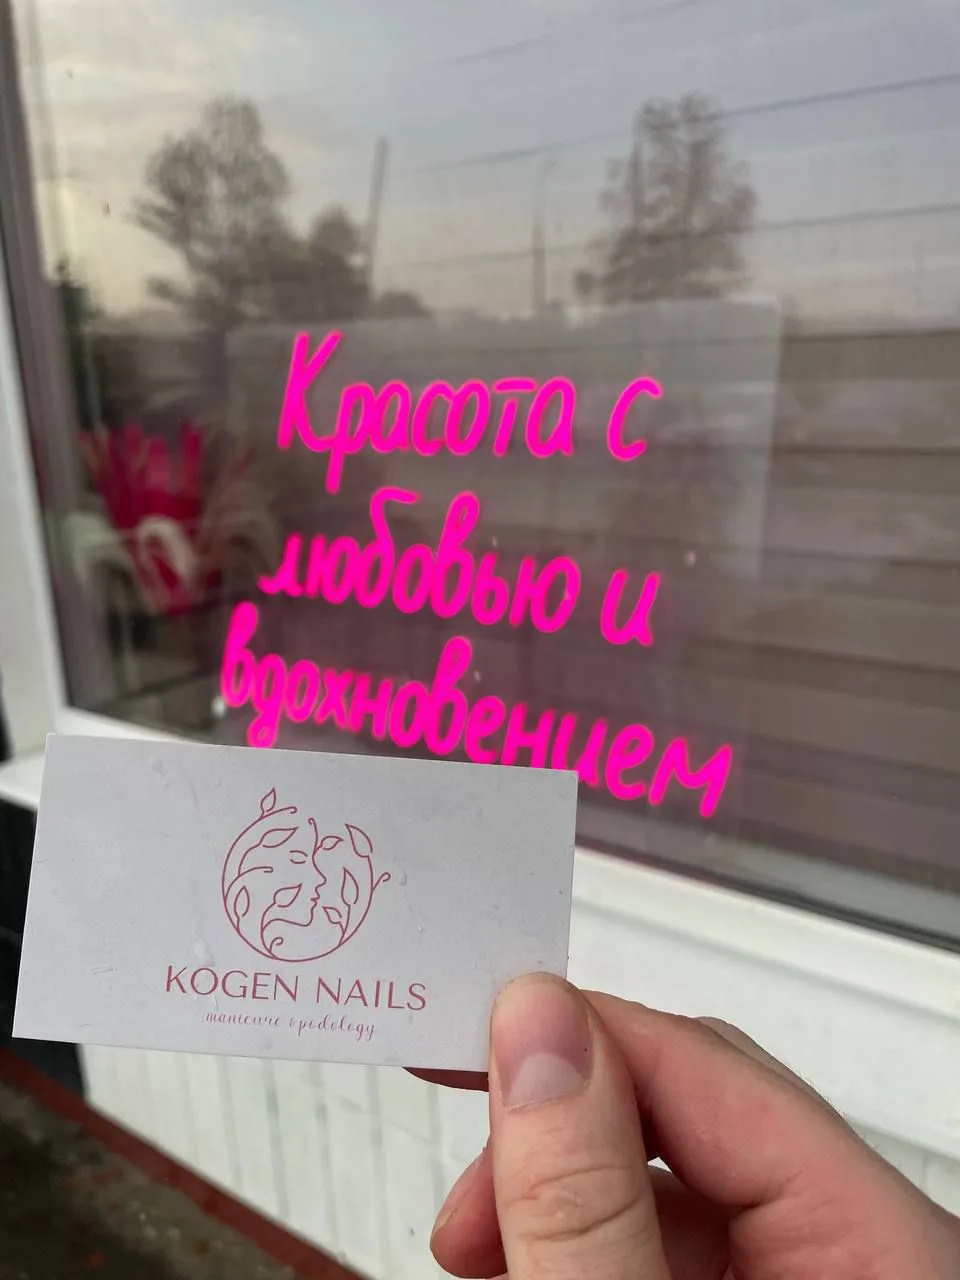 Красота с
любовью и
вдохновением
KOGEN NAILS
manicure & podology